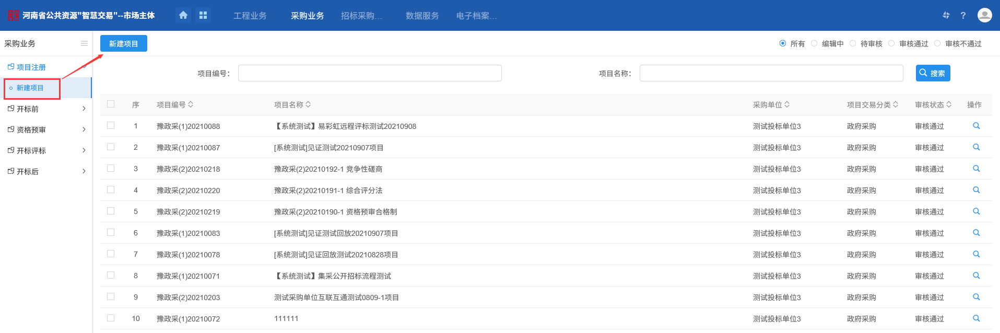 河南省公共资源"智慧交易"--市场主体 工程业务 采购业务 招标采购... 数据服务 电子档案... ?
采购业务
新建项目
所有 编辑中 待审核 审核通过 审核不通过
项目注册
新建项目
开标前
资格预审
开标评标
开标后
项目编号: 项目名称: 搜索
序 项目编号 项目名称 采购单位 项目交易分类 审核状态 操作
1 豫政采(1)20210088 【系统测试】易彩虹远程评标测试20210908 测试投标单位3 政府采购 审核通过
2 豫政采(1)20210087 [系统测试]见证测试20210907项目 测试投标单位3 政府采购 审核通过
3 豫政采(2)20210218 豫政采(2)20210192-1 竞争性磋商 测试投标单位3 政府采购 审核通过
4 豫政采(2)20210220 豫政采(2)20210191-1 综合评分法 测试投标单位3 政府采购 审核通过
5 豫政采(2)20210219 豫政采(2)20210190-1 资格预审合格制 测试投标单位3 政府采购 审核通过
6 豫政采(1)20210083 [系统测试]见证测试回放20210907项目 测试投标单位3 政府采购 审核通过
7 豫政采(1)20210078 [系统测试]见证回放测试20210828项目 测试投标单位3 政府采购 审核通过
8 豫政采(1)20210071 【系统测试】集采公开招标流程测试 测试投标单位3 政府采购 审核通过
9 豫政采(2)20210203 测试采购单位互联互通测试0809-1项目 测试投标单位3 政府采购 审核通过
10 豫政采(1)20210072 111111 测试投标单位3 政府采购 审核通过